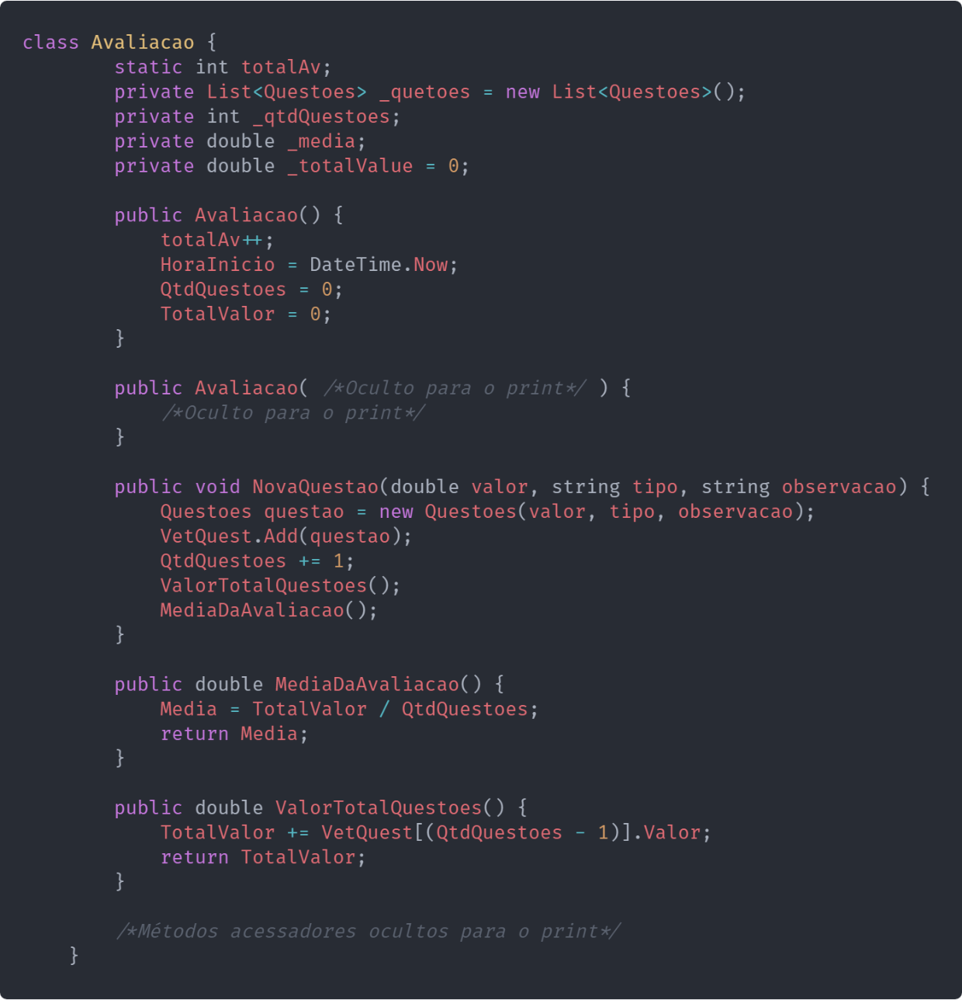 class Avaliacao {
static int totalAv;
private List<Questoes> _quetoes = new List<Questoes>();
private int _qtdQuestoes;
private double _media;
private double _totalValue = 0;
public Avaliacao() {
totalAv++;
HoraInicio = DateTime.Now;
QtdQuestoes = 0;
TotalValor = 0;
}
public Avaliacao( /*Oculto para o print*/ ) {
/*Oculto para o print*/
}
public void NovaQuestao(double valor, string tipo, string observacao) {
Questoes questao = new Questoes(valor, tipo, observacao);
VetQuest.Add(questao);
QtdQuestoes += 1;
ValorTotalQuestoes();
MediaDaAvaliacao();
}
public double MediaDaAvaliacao() {
Media = TotalValor / QtdQuestoes;
return Media;
}
public double ValorTotalQuestoes() {
TotalValor += VetQuest[(QtdQuestoes - 1)].Valor;
return TotalValor;
}
/*Métodos acessadores ocultos para o print*/
}